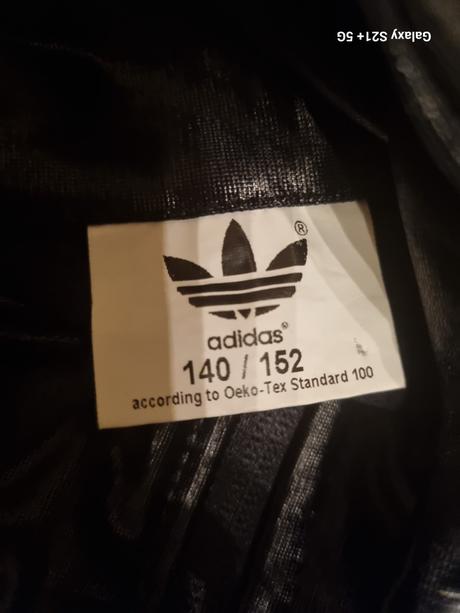 Galaxy S21+ 5G
®
adidas®
140 / 152
according to Oeko-Tex Standard 100